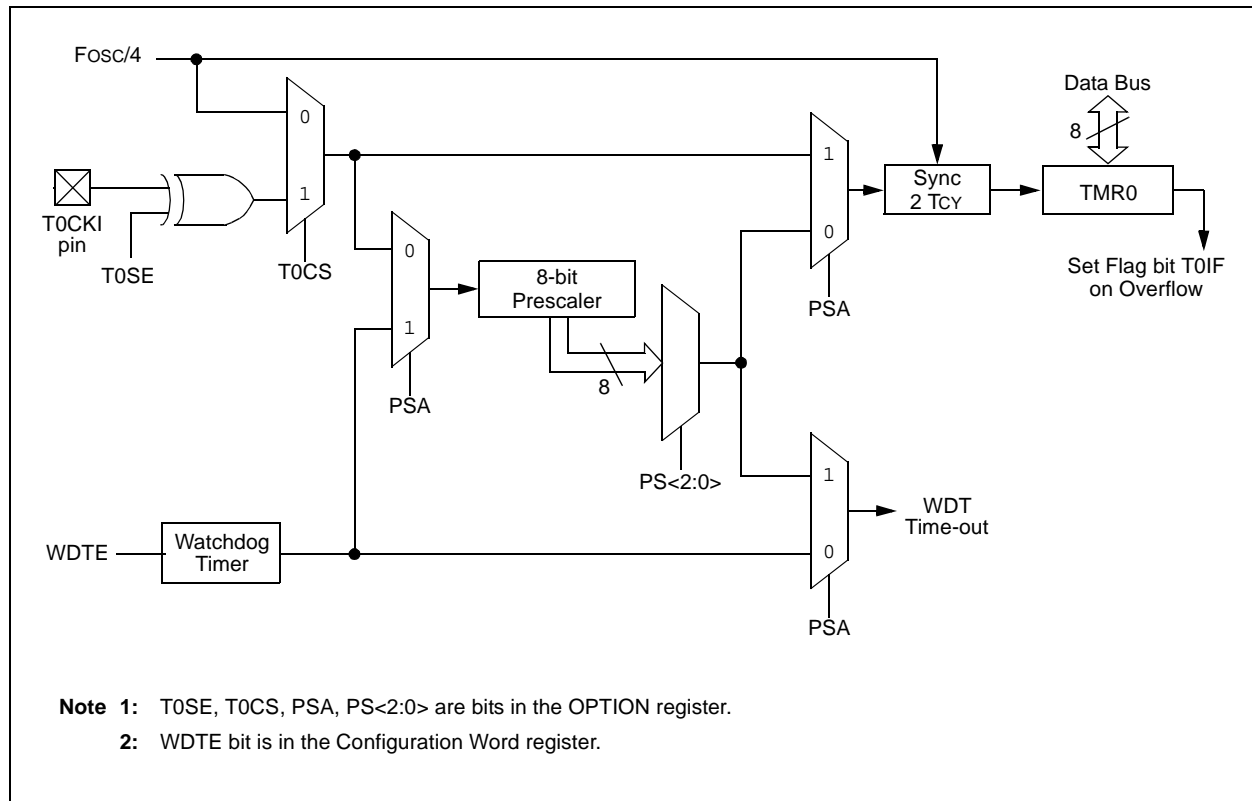 FOSC/4
Data Bus
0
8
1
T0CKI
pin
1
Sync
2 TCY
TMR0
T0SE
T0CS
0
8-bit
Prescaler
0
Set Flag bit T0IF
on Overflow
PSA
1
8
PSA
PS<2:0>
1
WDT
Time-out
WDTE
Watchdog
Timer
0
PSA
Note 1: T0SE, T0CS, PSA, PS<2:0> are bits in the OPTION register.
2: WDTE bit is in the Configuration Word register.